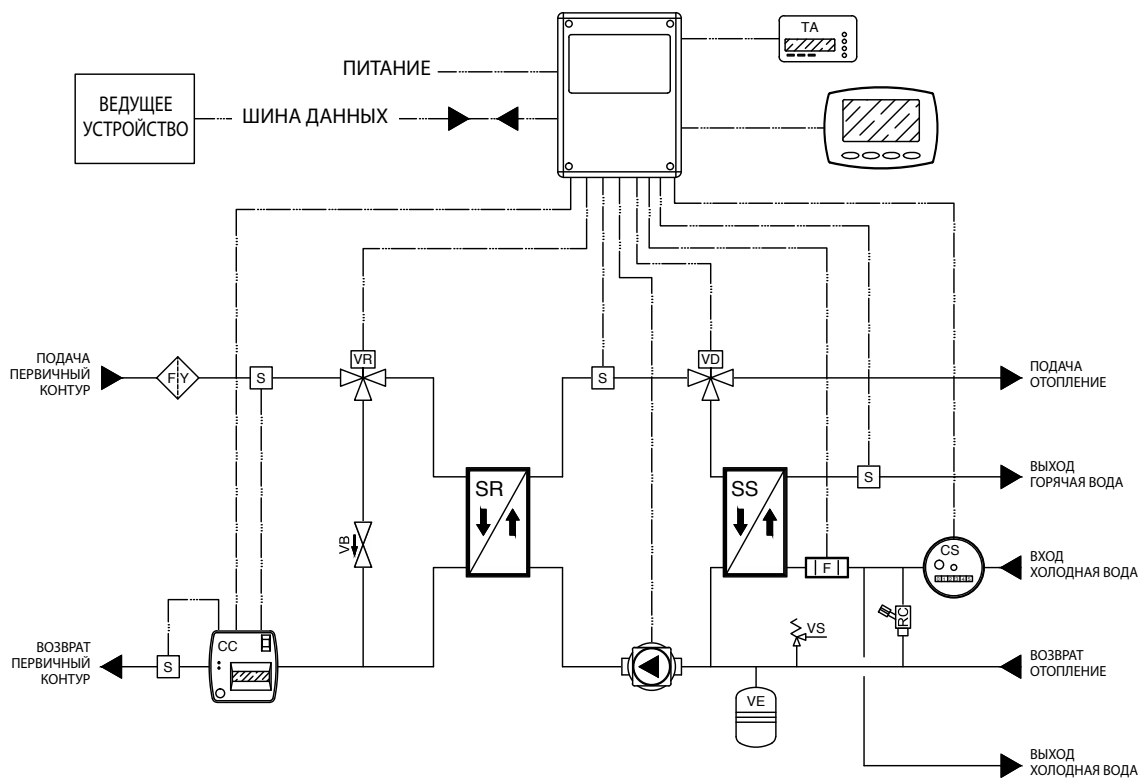 TA
ПИТАНИЕ
ВЕДУЩЕЕ
УСТРОЙСТВО
ШИНА ДАННЫХ
ПОДАЧА
ПЕРВИЧНЫЙ
КОНТУР
FY
S
VR
S
VD
ПОДАЧА
ОТОПЛЕНИЕ
SR
SS
S
ВЫХОД
ГОРЯЧАЯ ВОДА
VB
F
CS
ВХОД
ХОЛОДНАЯ ВОДА
RC
VS
ВОЗВРАТ
ПЕРВИЧНЫЙ
КОНТУР
S
CC
VE
ВОЗВРАТ
ОТОПЛЕНИЕ
ВЫХОД
ХОЛОДНАЯ ВОДА